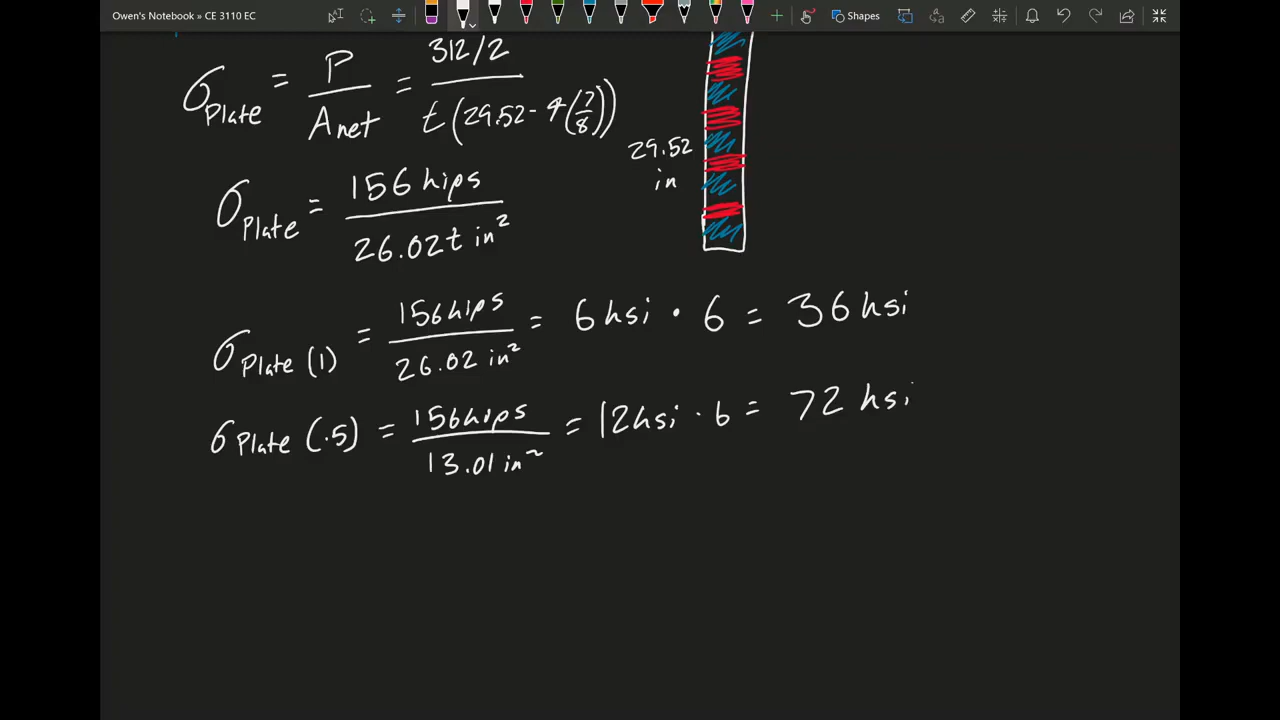 Owen's Notebook » CE 3110 EC
Shapes
σPlate = P / Anet = 312/2 / t(29.52 - 4(7/8))
29.52
in
σPlate = 156 kips / 26.02t in²
σPlate (1) = 156 kips / 26.02 in² = 6 ksi · 6 = 36 ksi
σPlate (.5) = 156 kips / 13.01 in² = 12 ksi · 6 = 72 ksi